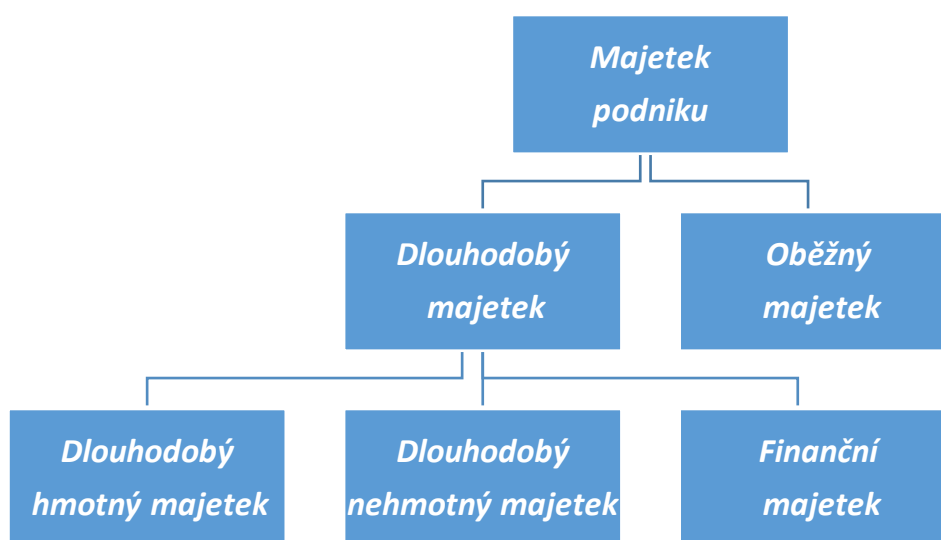 Majetek
podniku
Dlouhodobý
majetek
Oběžný
majetek
Dlouhodobý
hmotný majetek
Dlouhodobý
nehmotný majetek
Finanční
majetek